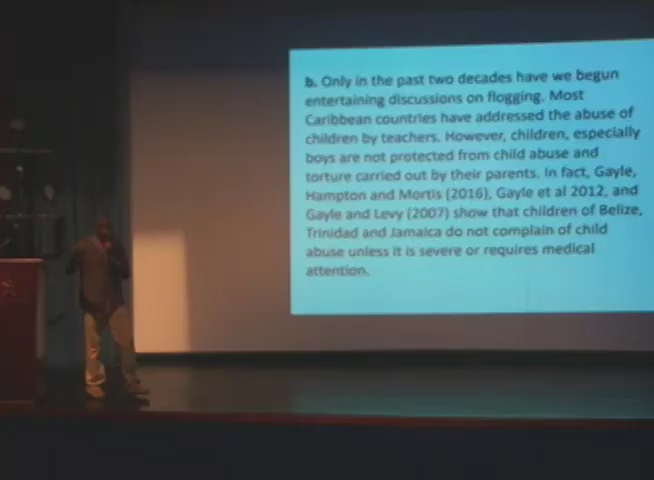 b. Only in the past two decades have we begun
entertaining discussions on flogging. Most
Caribbean countries have addressed the abuse of
children by teachers. However, children, especially
boys are not protected from child abuse and
torture carried out by their parents. In fact, Gayle,
Hampton and Mortis (2016), Gayle et al 2012, and
Gayle and Levy (2007) show that children of Belize,
Trinidad and Jamaica do not complain of child
abuse unless it is severe or requires medical
attention.